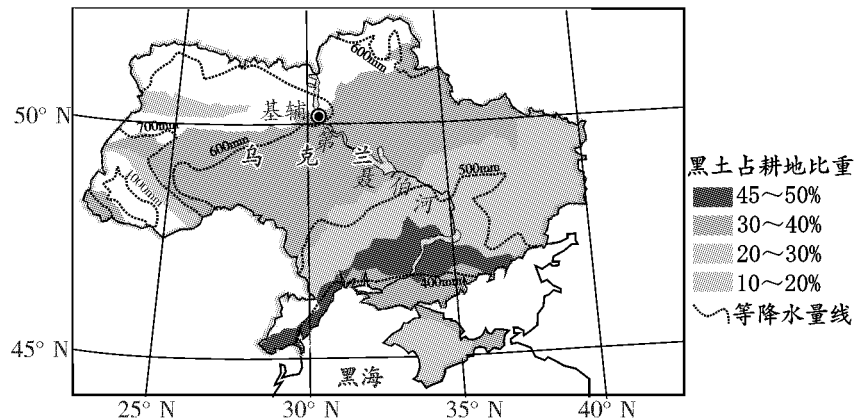 600mm
50° N
基辅
700mm
600mm
乌克兰
第聂伯河
500mm
1000mm
400mm
45° N
黑海
25° N
30° N
35° N
40° N
黑土占耕地比重
45～50%
30～40%
20～30%
10～20%
等降水量线